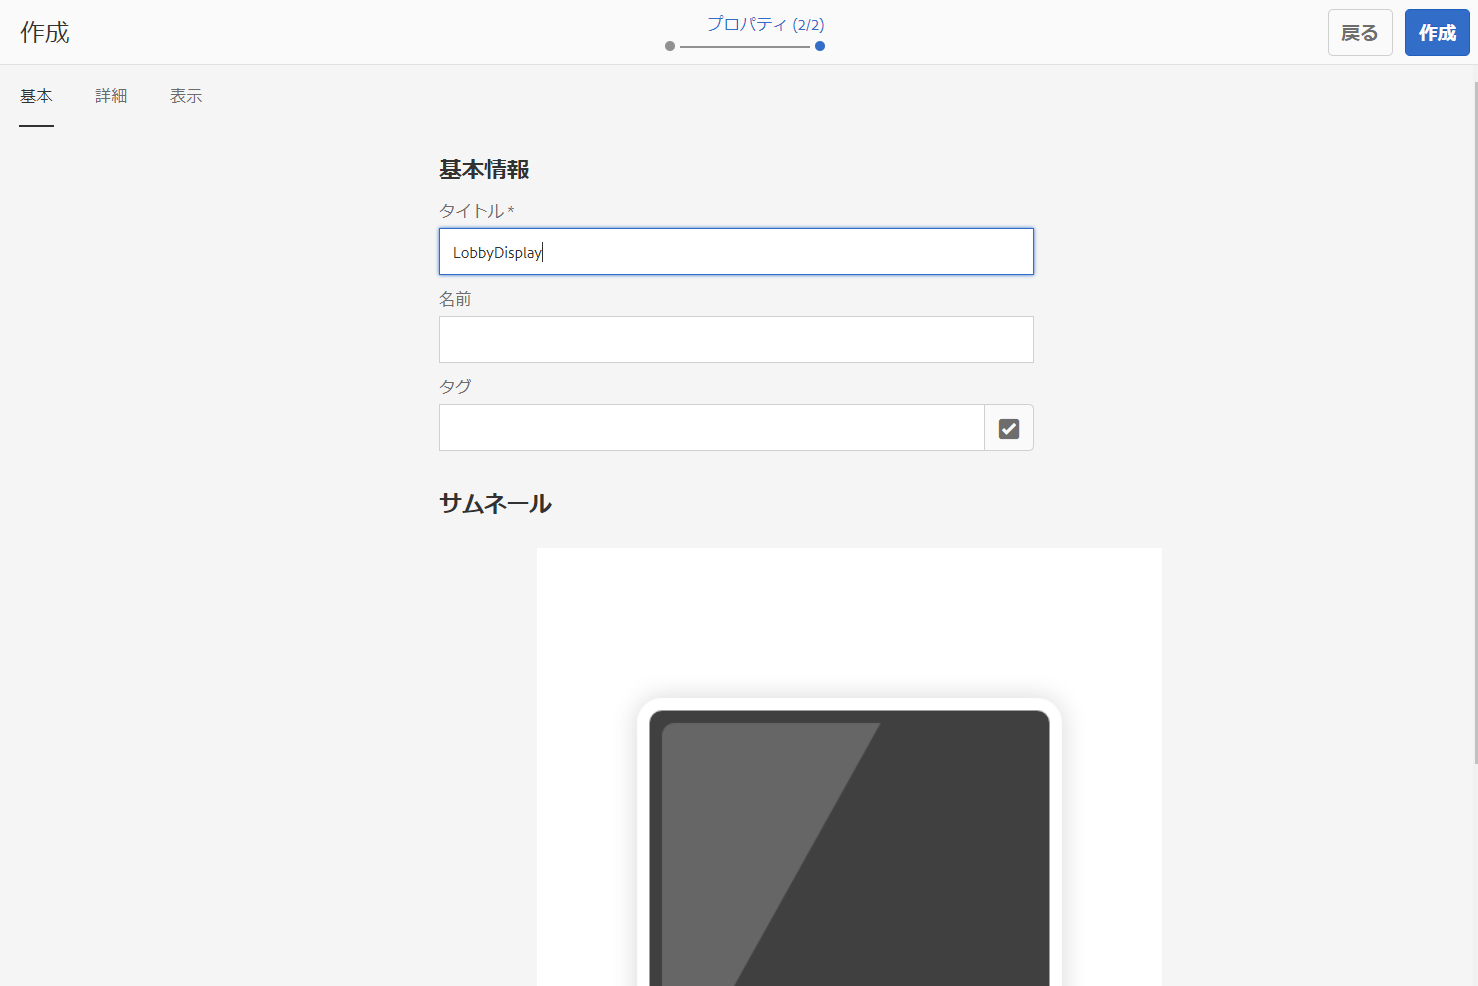 作成
プロパティ (2/2)
戻る
作成
基本
詳細
表示
基本情報
タイトル *
LobbyDisplay
名前
タグ
サムネール